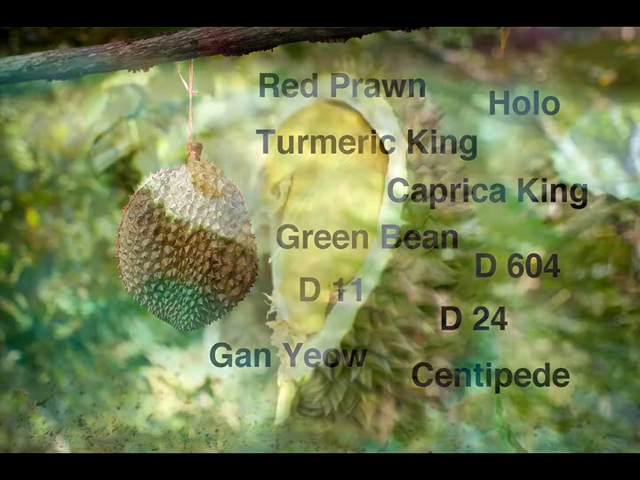 Red Prawn
Holo
Turmeric King
Caprica King
Green Bean
D 604
D 11
D 24
Gan Yeow
Centipede